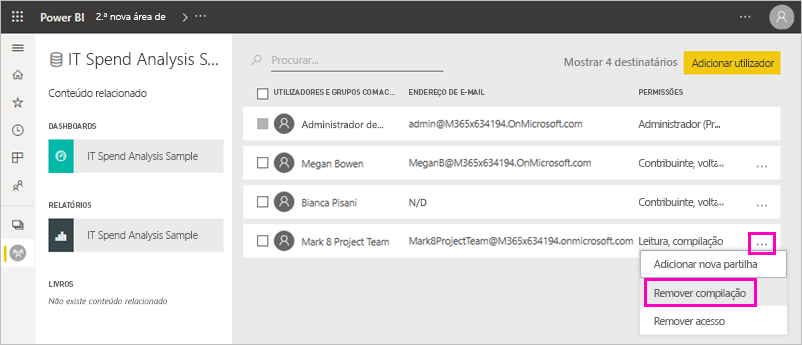 Power BI 2.ª nova área de > ...
IT Spend Analysis S...
Conteúdo relacionado
DASHBOARDS
IT Spend Analysis Sample
RELATÓRIOS
IT Spend Analysis Sample
LIVROS
Não existe conteúdo relacionado
Procurar...
Mostrar 4 destinatários
Adicionar utilizador
UTILIZADORES E GRUPOS COM AC... ENDEREÇO DE E-MAIL PERMISSÕES
Administrador de... admin@M365x634194.OnMicrosoft.com Administrador (Pr...
Megan Bowen MeganB@M365x634194.OnMicrosoft.com Contribuinte, volta...
Bianca Pisani N/D Contribuinte, volta...
Mark 8 Project Team Mark8ProjectTeam@M365x634194.onmicrosoft.com Leitura, compilação ...
Adicionar nova partilha
Remover compilação
Remover acesso